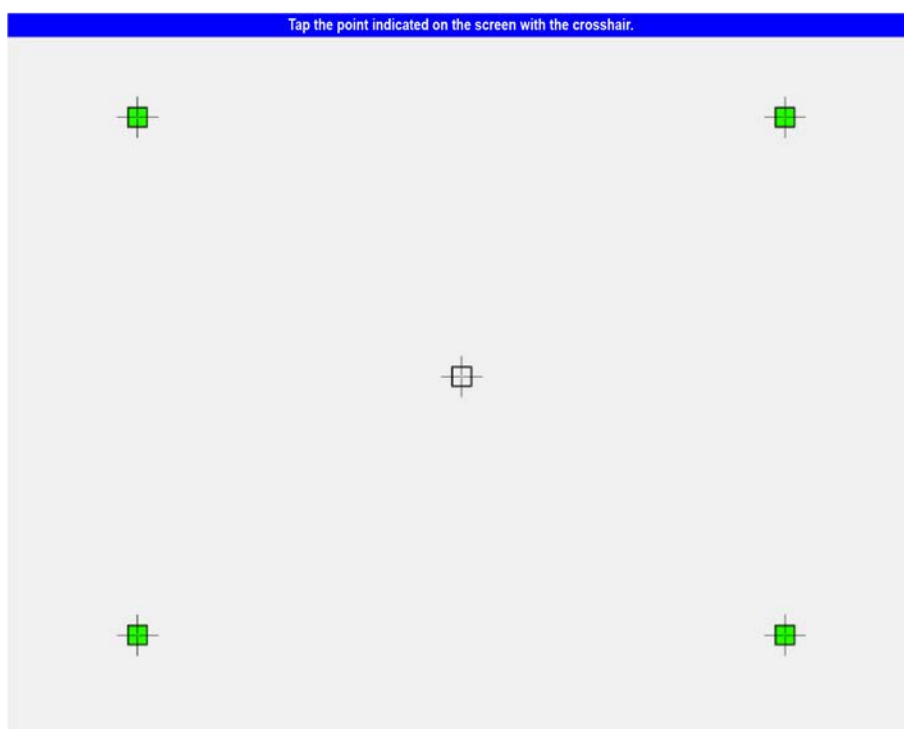 Tap the point indicated on the screen with the crosshair.